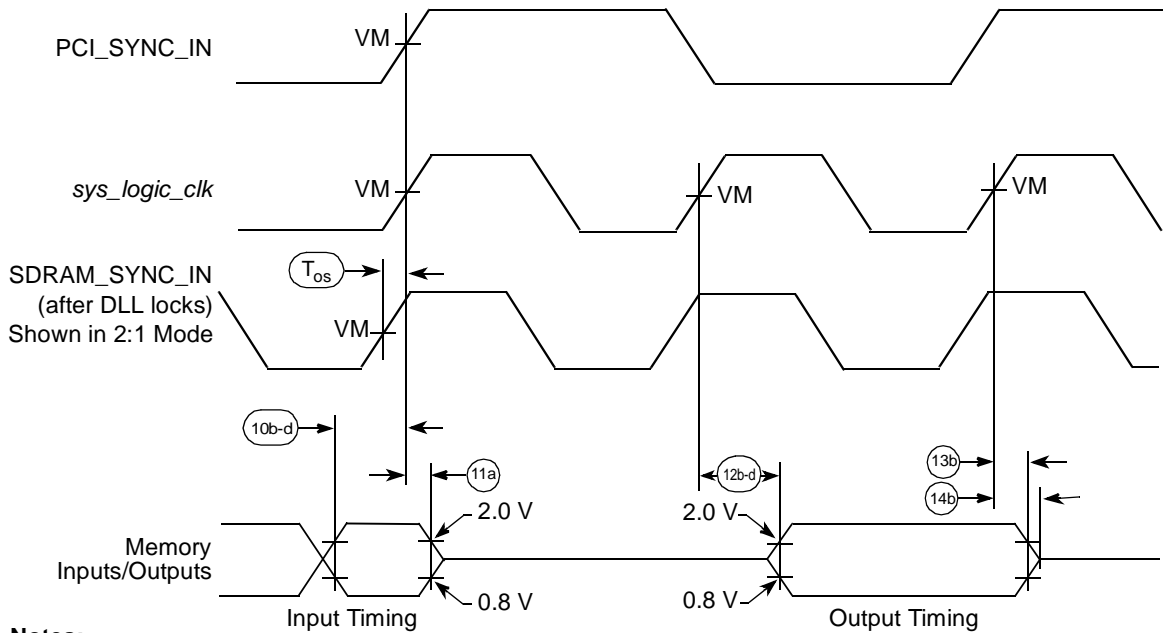 PCI_SYNC_IN
VM
sys_logic_clk
VM
VM
VM
SDRAM_SYNC_IN
(after DLL locks)
Shown in 2:1 Mode
Tos
VM
10b-d
11a
12b-d
13b
14b
2.0 V
2.0 V
Memory
Inputs/Outputs
0.8 V
0.8 V
Input Timing
Output Timing
Notes: